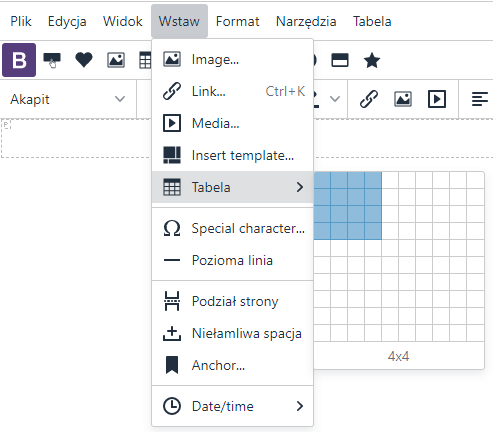 Plik Edycja Widok Wstaw Format Narzędzia Tabela
B
Akapit
Image...
Link... Ctrl+K
Media...
Insert template...
Tabela
Special character...
Pozioma linia
Podział strony
Niełamliwa spacja
Anchor...
Date/time
4x4